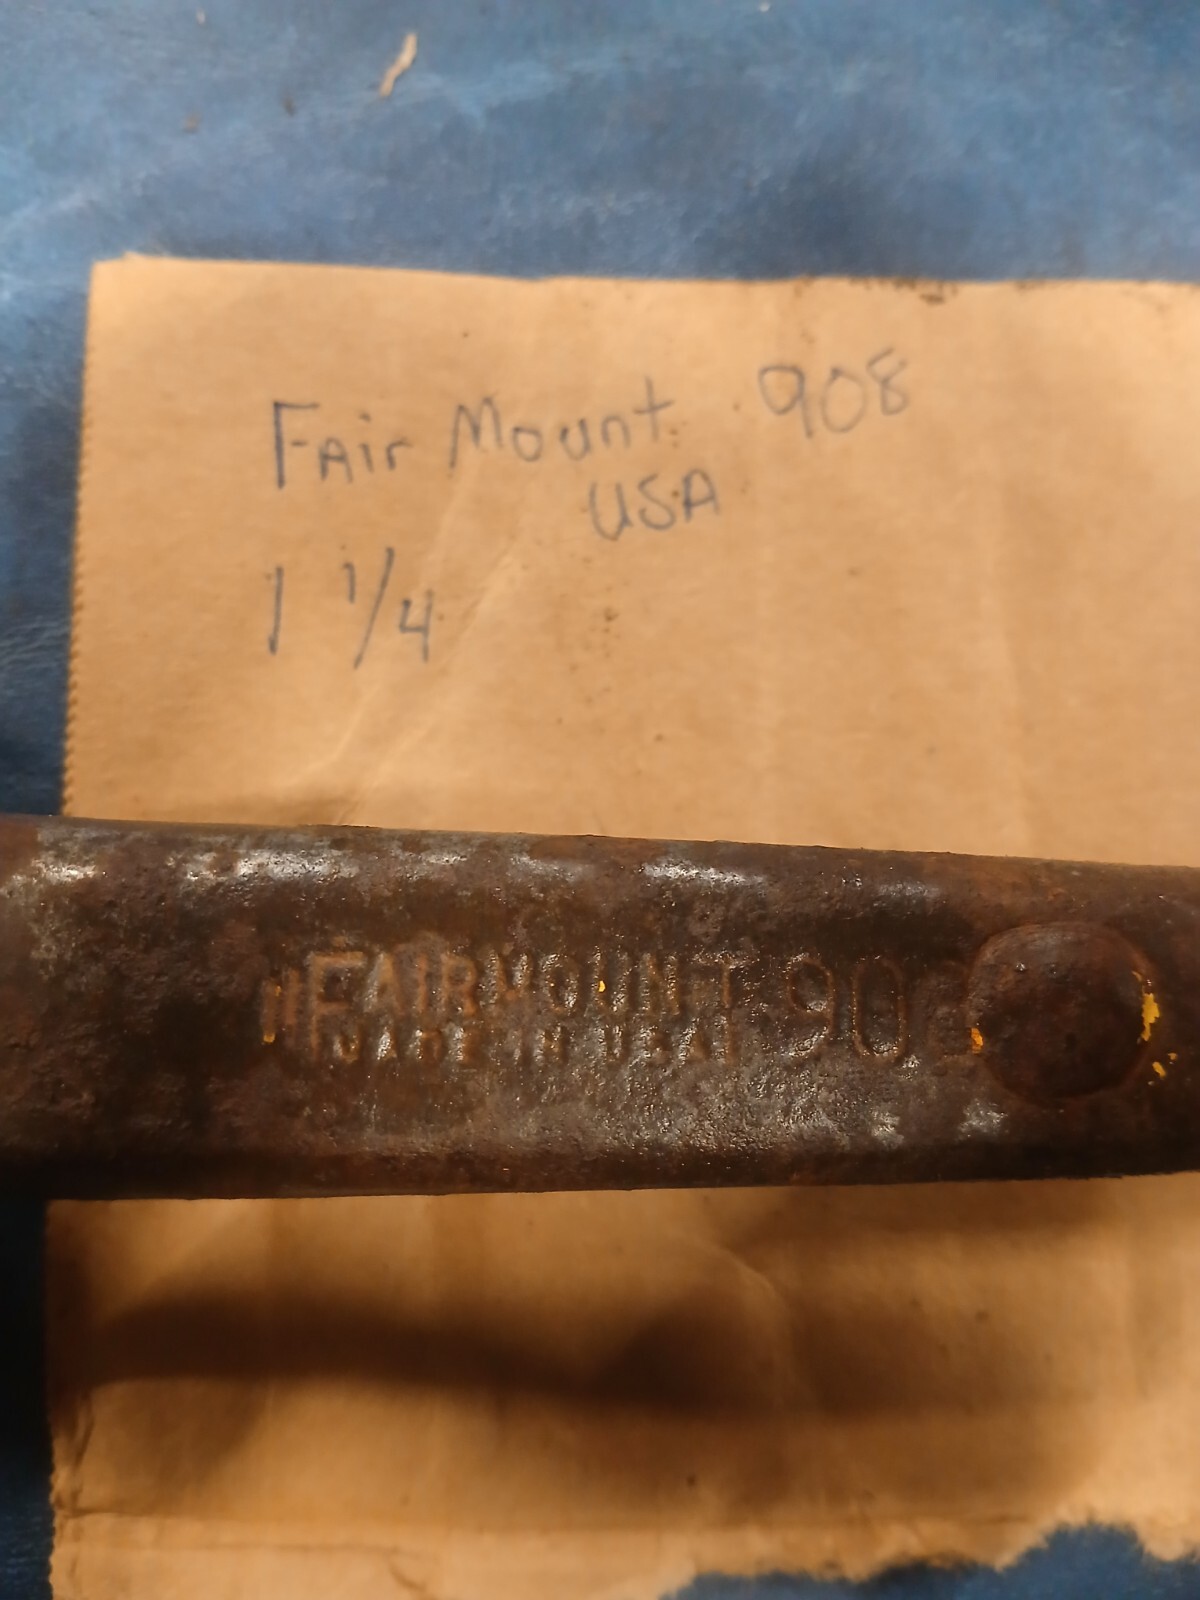 FAir Mount 908
USA
1 1/4
FAIRMOUNT 90
MADE IN U.S.A.